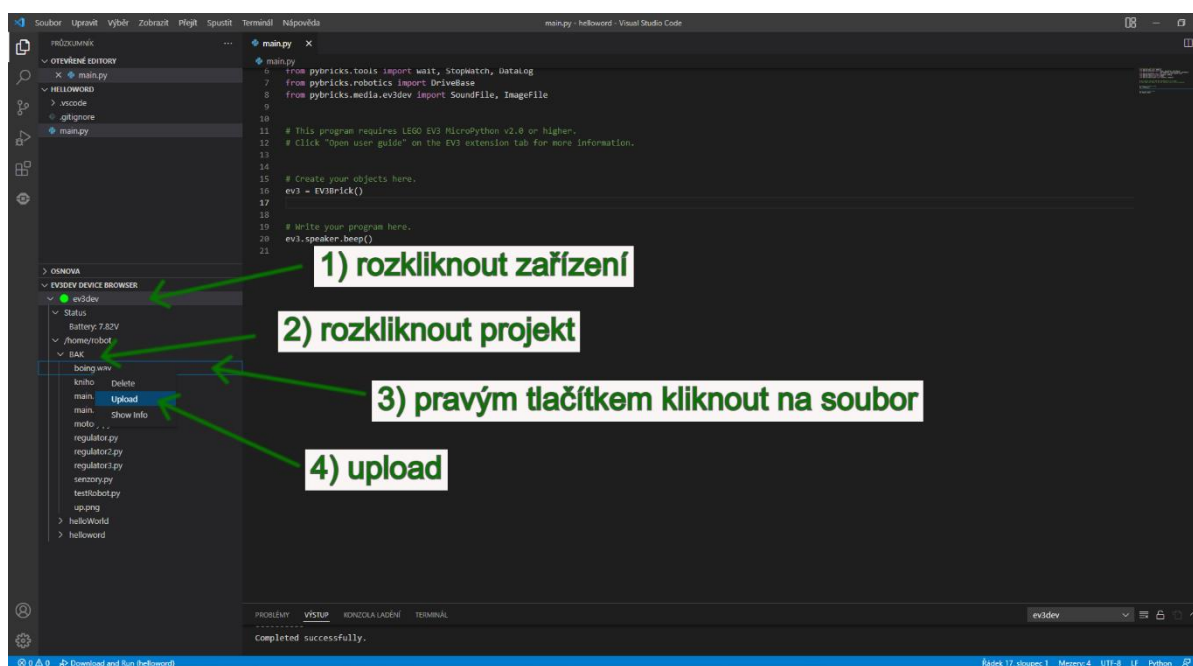 Soubor Upravit Výběr Zobrazit Přejít Spustit Terminál Nápověda
main.py - helloword - Visual Studio Code
PRŮZKUMNÍK
OTEVŘENÉ EDITORY
main.py
HELLOWORD
.vscode
.gitignore
main.py
main.py
main.py
6 from pybricks.tools import wait, StopWatch, DataLog
7 from pybricks.robotics import DriveBase
8 from pybricks.media.ev3dev import SoundFile, ImageFile
9
10
11 # This program requires LEGO EV3 MicroPython v2.0 or higher.
12 # Click "Open user guide" on the EV3 extension tab for more information.
13
14
15 # Create your objects here.
16 ev3 = EV3Brick()
17
18
19 # Write your program here.
20 ev3.speaker.beep()
21
1) rozkliknout zařízení
2) rozkliknout projekt
3) pravým tlačítkem kliknout na soubor
4) upload
OSNOVA
EV3DEV DEVICE BROWSER
ev3dev
Status
Battery: 7.82V
/home/robot
BAK
boing.wav
kniho
main.
main.
moto
Delete
Upload
Show Info
regulator.py
regulator2.py
regulator3.py
senzory.py
testRobot.py
up.png
helloWorld
helloword
PROBLÉMY VÝSTUP KONZOLA LADĚNÍ TERMINÁL
ev3dev
Completed successfully.
0 0 Download and Run (helloword)
Řádek 17, sloupec 1 Mezery: 4 UTF-8 LF Python